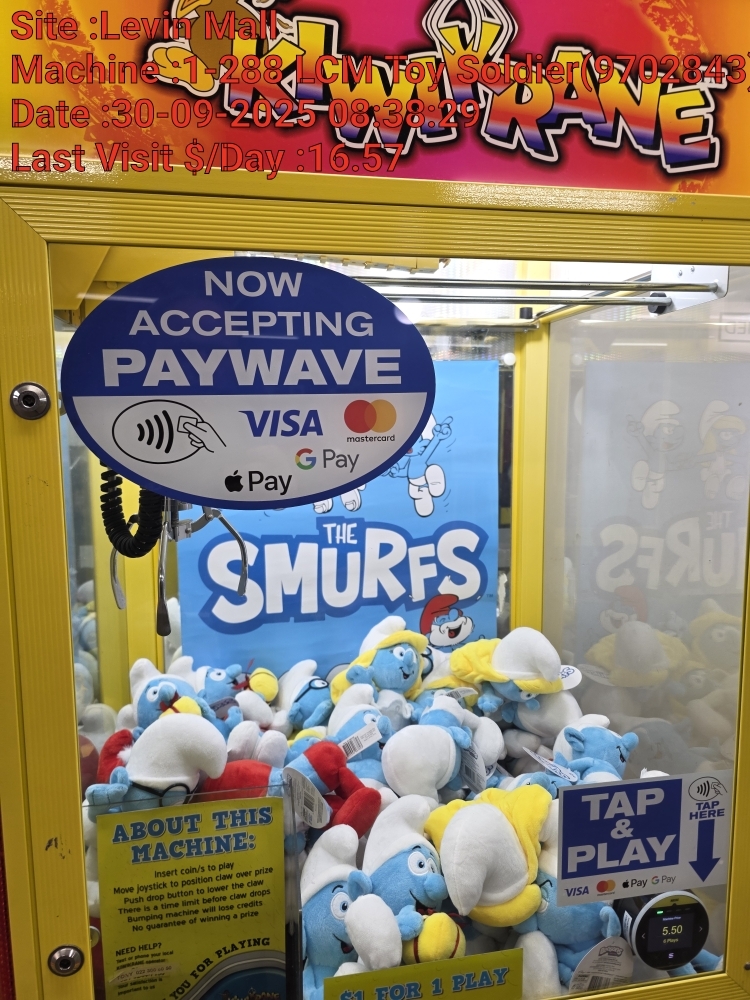 Site :Levin Mall
Machine :1-288 LCM Toy Soldier(9702843)
Date :30-09-2025 08:38:29
Last Visit $/Day :16.57
KIWIKRANE
NOW
ACCEPTING
PAYWAVE
VISA
mastercard
G Pay
Pay
THE
SMURFS
ABOUT THIS
MACHINE:
Insert coin/s to play
Move joystick to position claw over prize
Push drop button to lower the claw
There is a time limit before claw drops
Bumping machine will lose credits
No guarantee of winning a prize
NEED HELP?
YOU FOR PLAYING
$1 FOR 1 PLAY
TAP
&
PLAY
TAP
HERE
VISA Pay G Pay
5.50